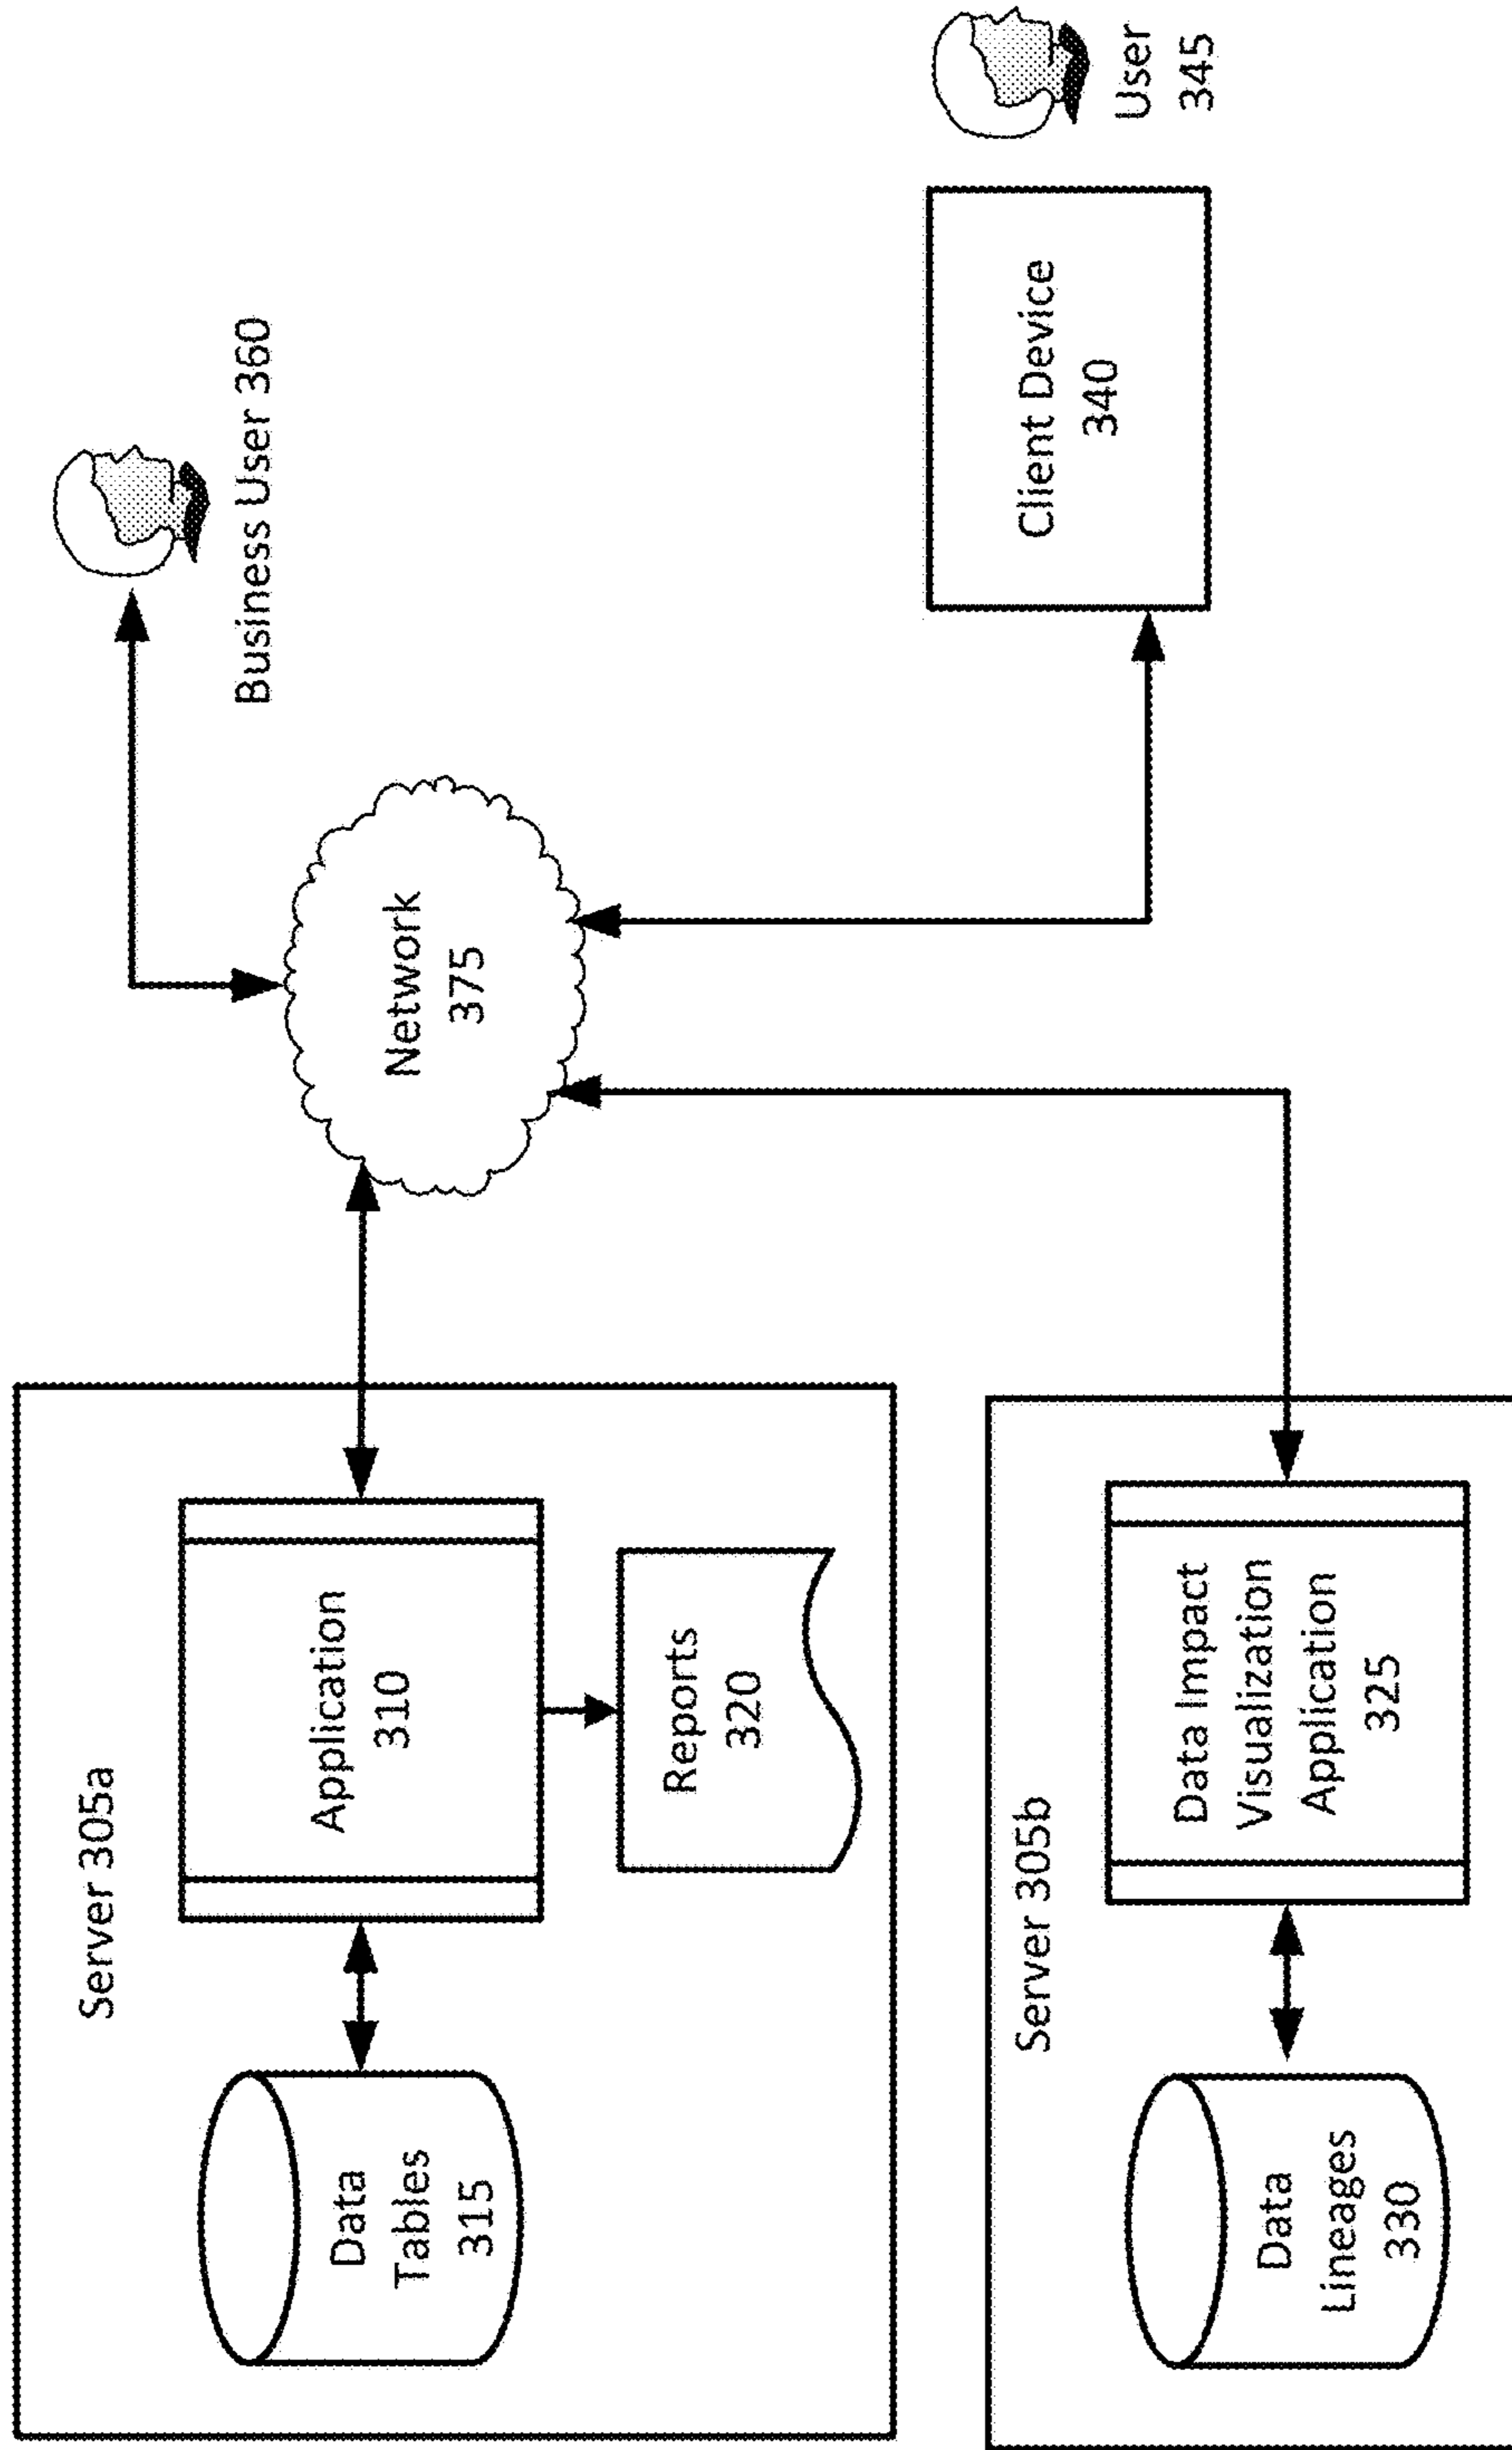 Server 305a
Data
Tables
315
Application
310
Reports
320
Server 305b
Data
Lineages
330
Data Impact
Visualization
Application
325
Network
375
Business User 360
Client Device
340
User
345